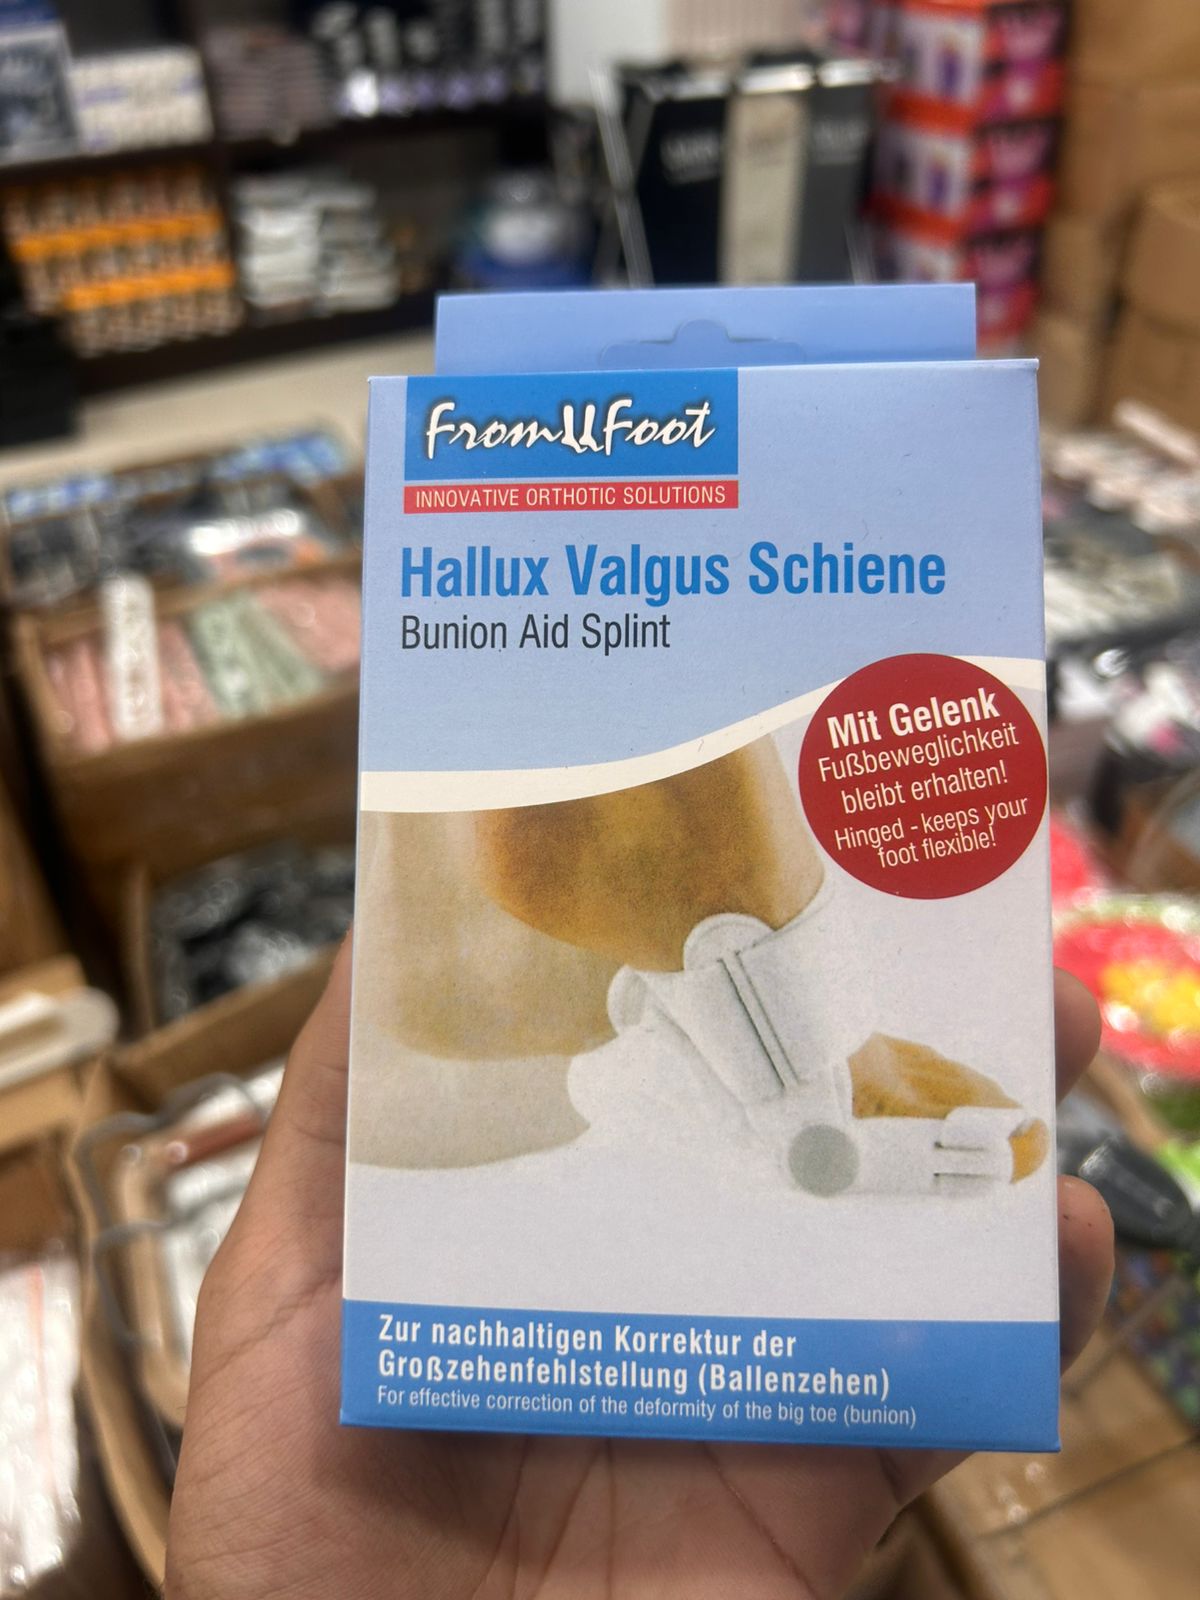 FromUFoot
INNOVATIVE ORTHOTIC SOLUTIONS
Hallux Valgus Schiene
Bunion Aid Splint
Mit Gelenk
Fußbeweglichkeit
bleibt erhalten!
Hinged - keeps your
foot flexible!
Zur nachhaltigen Korrektur der
Großzehenfehlstellung (Ballenzehen)
For effective correction of the deformity of the big toe (bunion)